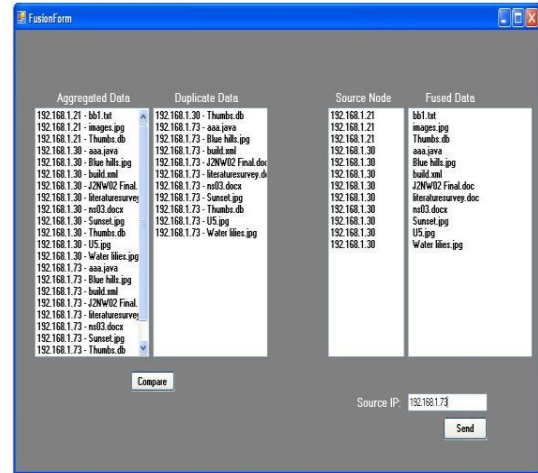 FusionForm
Aggregated Data
192.168.1.21 - bb1.txt
192.168.1.21 - images.jpg
192.168.1.21 - Thumbs.db
192.168.1.30 - aaa.java
192.168.1.30 - Blue hills.jpg
192.168.1.30 - build.xml
192.168.1.30 - J2NW02 Final.
192.168.1.30 - literaturesurvey
192.168.1.30 - ns03.docx
192.168.1.30 - Sunset.jpg
192.168.1.30 - Thumbs.db
192.168.1.30 - U5.jpg
192.168.1.30 - Water lilies.jpg
192.168.1.73 - aaa.java
192.168.1.73 - Blue hills.jpg
192.168.1.73 - build.xml
192.168.1.73 - J2NW02 Final.
192.168.1.73 - literaturesurvey
192.168.1.73 - ns03.docx
192.168.1.73 - Sunset.jpg
192.168.1.73 - Thumbs.db
Duplicate Data
192.168.1.30 - Thumbs.db
192.168.1.73 - aaa.java
192.168.1.73 - Blue hills.jpg
192.168.1.73 - build.xml
192.168.1.73 - J2NW02 Final.doc
192.168.1.73 - literaturesurvey.do
192.168.1.73 - ns03.docx
192.168.1.73 - Sunset.jpg
192.168.1.73 - Thumbs.db
192.168.1.73 - U5.jpg
192.168.1.73 - Water lilies.jpg
Compare
Source Node
192.168.1.21
192.168.1.21
192.168.1.21
192.168.1.30
192.168.1.30
192.168.1.30
192.168.1.30
192.168.1.30
192.168.1.30
192.168.1.30
192.168.1.30
192.168.1.30
Fused Data
bb1.txt
images.jpg
Thumbs.db
aaa.java
Blue hills.jpg
build.xml
J2NW02 Final.doc
literaturesurvey.doc
ns03.docx
Sunset.jpg
U5.jpg
Water lilies.jpg
Source IP: 192.168.1.73
Send